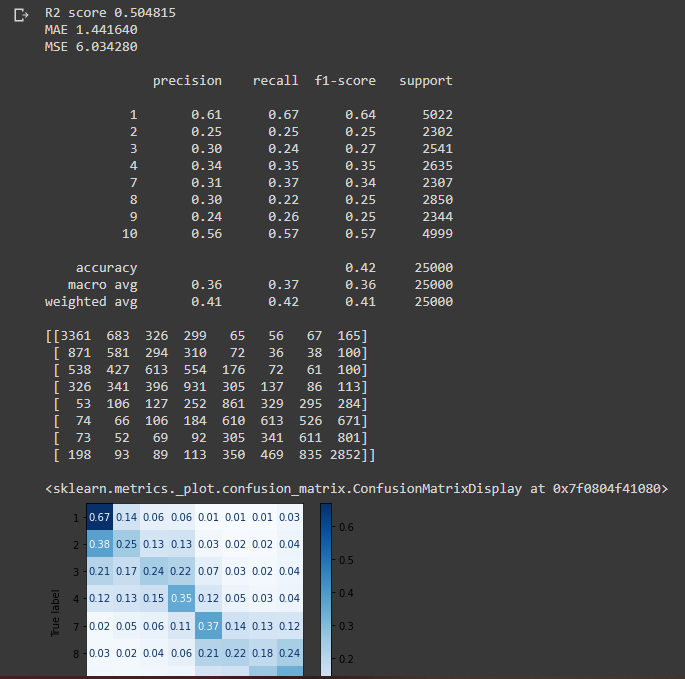 R2 score 0.504815
MAE 1.441640
MSE 6.034280
precision recall f1-score support
1 0.61 0.67 0.64 5022
2 0.25 0.25 0.25 2302
3 0.30 0.24 0.27 2541
4 0.34 0.35 0.35 2635
7 0.31 0.37 0.34 2307
8 0.30 0.22 0.25 2850
9 0.24 0.26 0.25 2344
10 0.56 0.57 0.57 4999
accuracy 0.42 25000
macro avg 0.36 0.37 0.36 25000
weighted avg 0.41 0.42 0.41 25000
[[3361 683 326 299 65 56 67 165]
[ 871 581 294 310 72 36 38 100]
[ 538 427 613 554 176 72 61 100]
[ 326 341 396 931 305 137 86 113]
[ 53 106 127 252 861 329 295 284]
[ 74 66 106 184 610 613 526 671]
[ 73 52 69 92 305 341 611 801]
[ 198 93 89 113 350 469 835 2852]]
<sklearn.metrics._plot.confusion_matrix.ConfusionMatrixDisplay at 0x7f0804f41080>
1 0.67 0.14 0.06 0.06 0.01 0.01 0.01 0.03
2 0.38 0.25 0.13 0.13 0.03 0.02 0.02 0.04
3 0.21 0.17 0.24 0.22 0.07 0.03 0.02 0.04
4 0.12 0.13 0.15 0.35 0.12 0.05 0.03 0.04
7 0.02 0.05 0.06 0.11 0.37 0.14 0.13 0.12
8 0.03 0.02 0.04 0.06 0.21 0.22 0.18 0.24
True label
0.6
0.5
0.4
0.3
0.2